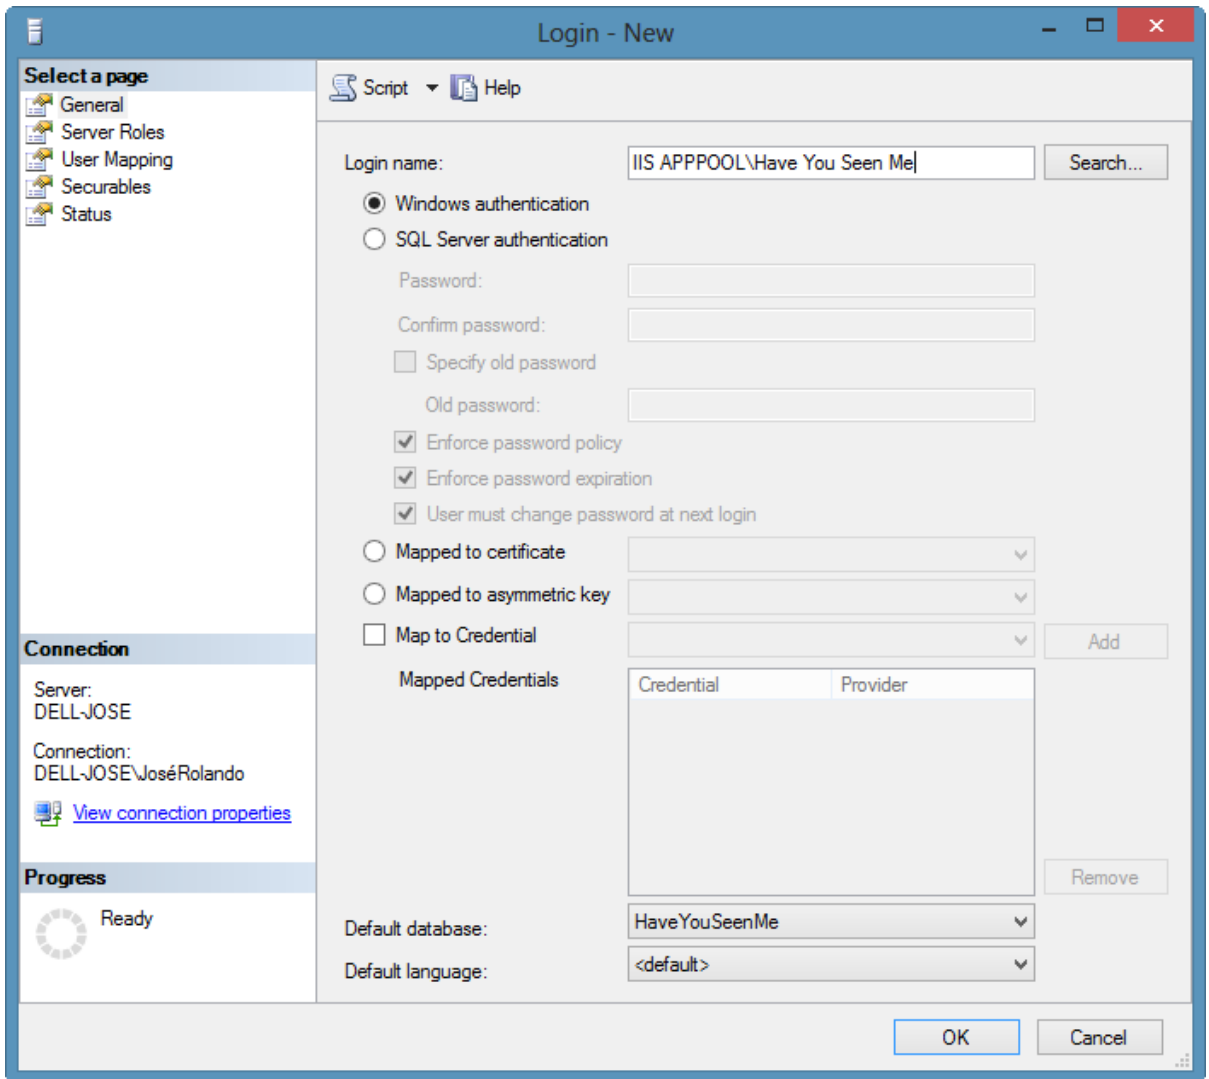 Login - New
Select a page
General
Server Roles
User Mapping
Securables
Status
Script
Help
Login name:
IIS APPPOOL\Have You Seen Me
Search...
Windows authentication
SQL Server authentication
Password:
Confirm password:
Specify old password
Old password:
Enforce password policy
Enforce password expiration
User must change password at next login
Mapped to certificate
Mapped to asymmetric key
Map to Credential
Add
Mapped Credentials
Credential
Provider
Remove
Default database:
HaveYouSeenMe
Default language:
<default>
Connection
Server:
DELL-JOSE
Connection:
DELL-JOSE\JoséRolando
View connection properties
Progress
Ready
OK
Cancel